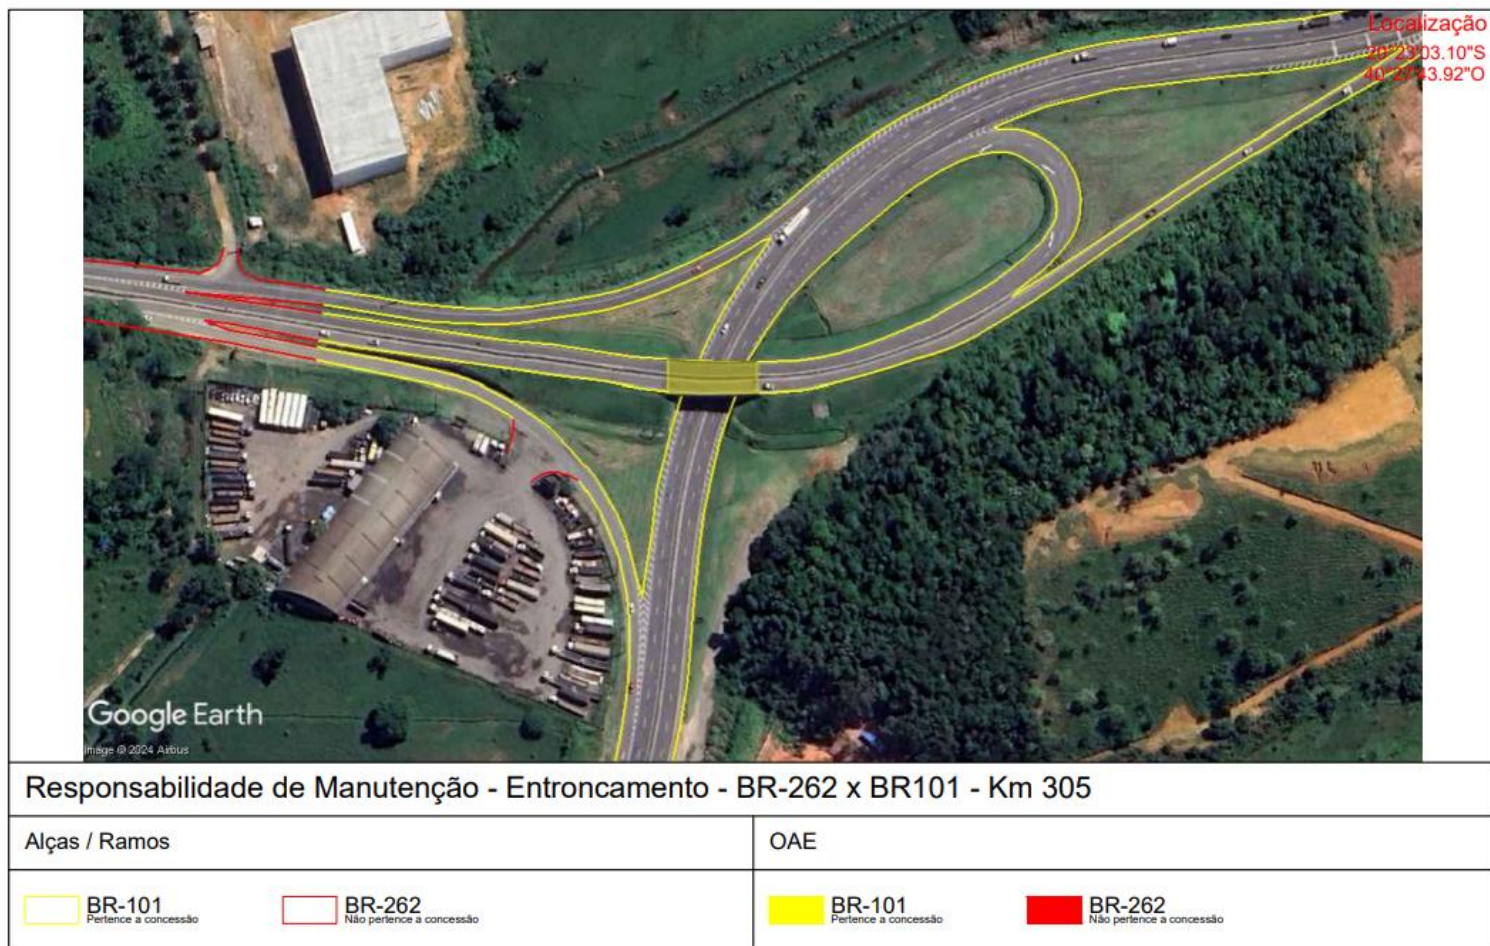 Localização
20°23'03.10"S
40°27'43.92"O
Google Earth
Image © 2024 Airbus
Responsabilidade de Manutenção - Entroncamento - BR-262 x BR101 - Km 305
Alças / Ramos
OAE
BR-101
Pertence a concessão
BR-262
Não pertence a concessão
BR-101
Pertence a concessão
BR-262
Não pertence a concessão